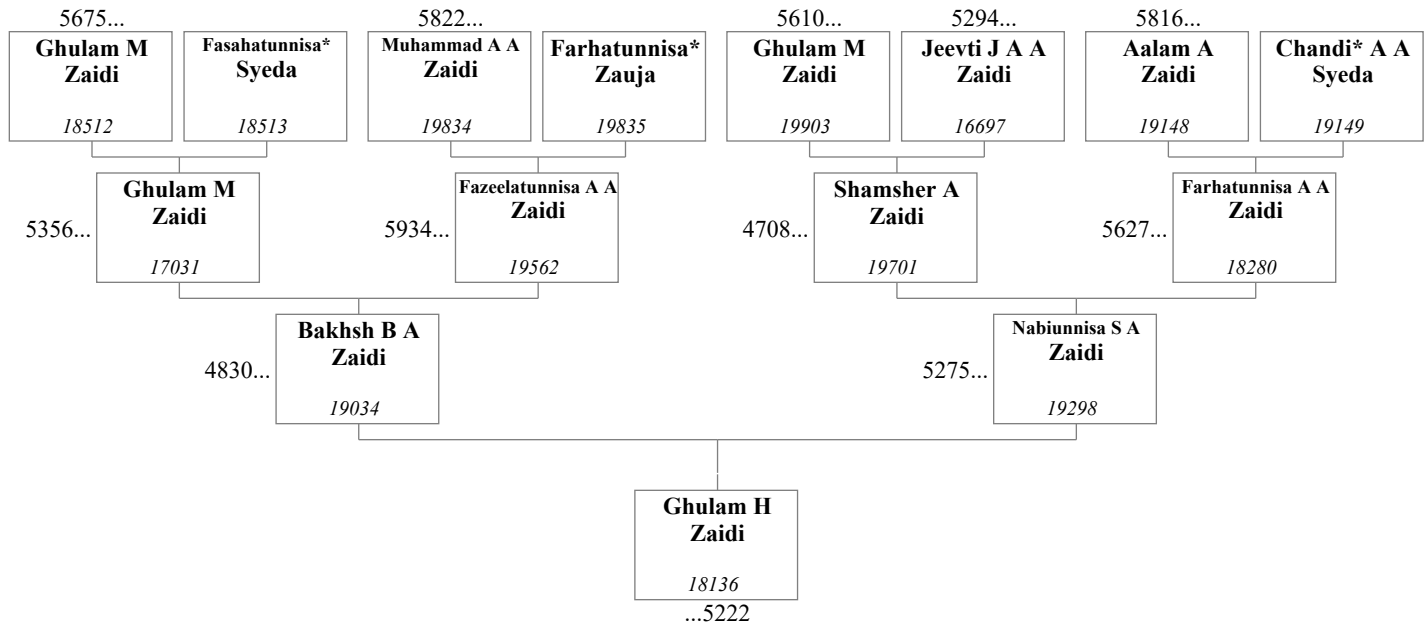 5675...
5822...
5610...
5294...
5816...
Ghulam M
Zaidi
18512
Fasahatunnisa*
Syeda
18513
Muhammad A A
Zaidi
19834
Farhatunnisa*
Zauja
19835
Ghulam M
Zaidi
19903
Jeevti J A A
Zaidi
16697
Aalam A
Zaidi
19148
Chandi* A A
Syeda
19149
5356...
Ghulam M
Zaidi
17031
5934...
Fazeelatunnisa A A
Zaidi
19562
4708...
Shamsher A
Zaidi
19701
5627...
Farhatunnisa A A
Zaidi
18280
4830...
Bakhsh B A
Zaidi
19034
5275...
Nabiunnisa S A
Zaidi
19298
Ghulam H
Zaidi
18136
...5222